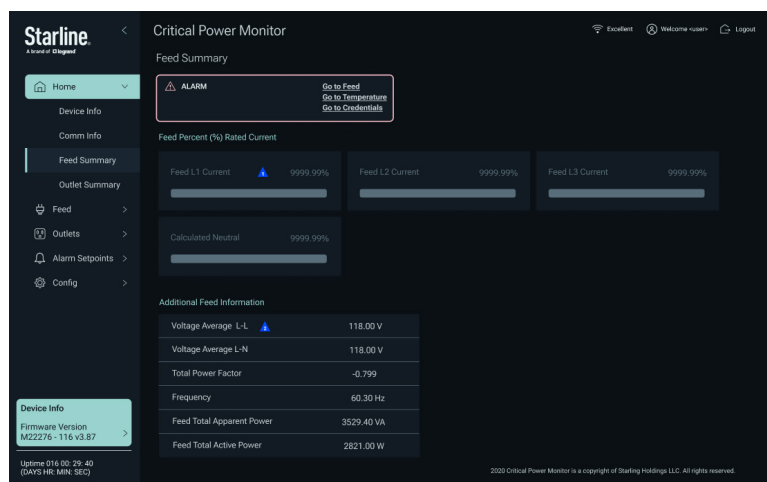 Starline.
A brand of legrand
<
Home
Device Info
Comm Info
Feed Summary
Outlet Summary
Feed >
Outlets >
Alarm Setpoints >
Config >
Device Info
Firmware Version
M22276 - 116 v3.87 >
Uptime 016 00: 29: 40
(DAYS HR: MIN: SEC)
Critical Power Monitor
Excellent Welcome <user> Logout
Feed Summary
ALARM Go to Feed
Go to Temperature
Go to Credentials
Feed Percent (%) Rated Current
Feed L1 Current 9999.99% Feed L2 Current 9999.99% Feed L3 Current 9999.99%
Calculated Neutral 9999.99%
Additional Feed Information
Voltage Average L-L 118.00 V
Voltage Average L-N 118.00 V
Total Power Factor -0.799
Frequency 60.30 Hz
Feed Total Apparent Power 3529.40 VA
Feed Total Active Power 2821.00 W
2020 Critical Power Monitor is a copyright of Starling Holdings LLC. All rights reserved.